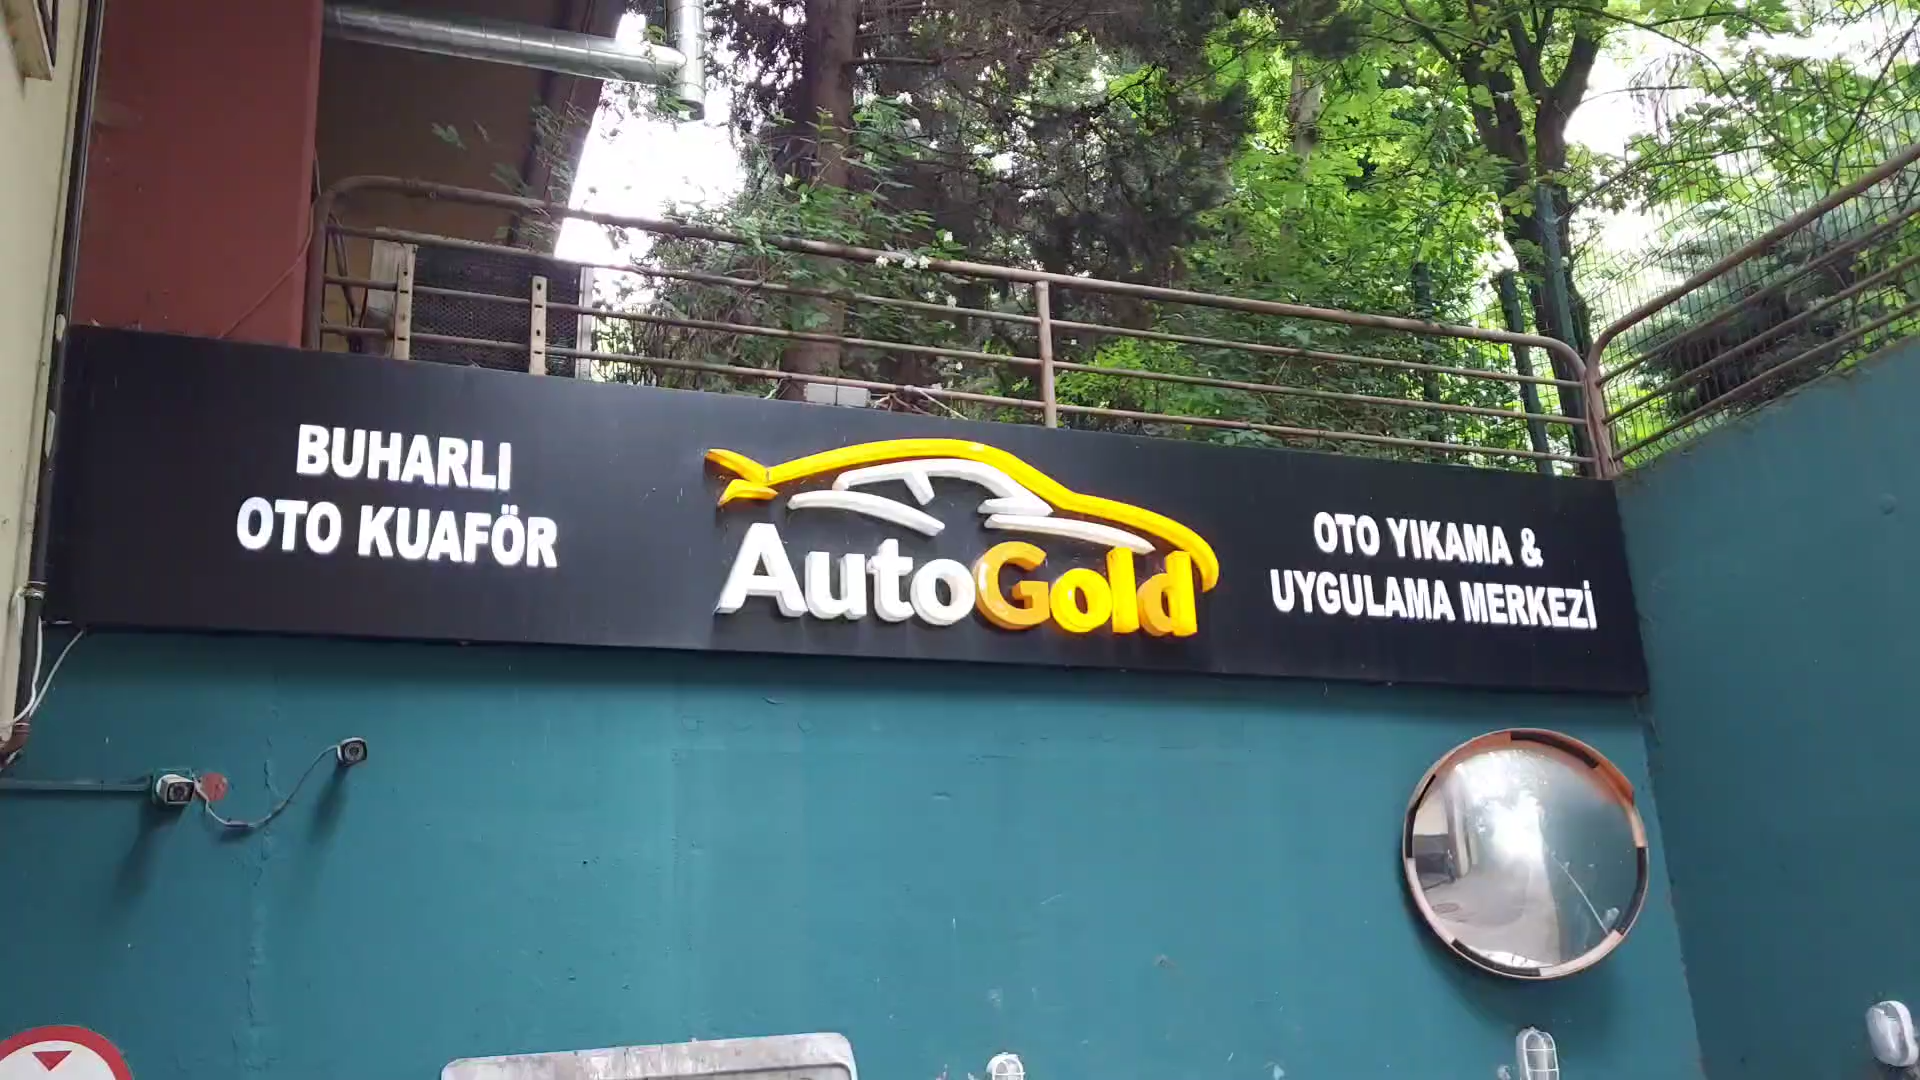 BUHARLI
OTO KUAFÖR
AutoGold
OTO YIKAMA &
UYGULAMA MERKEZİ